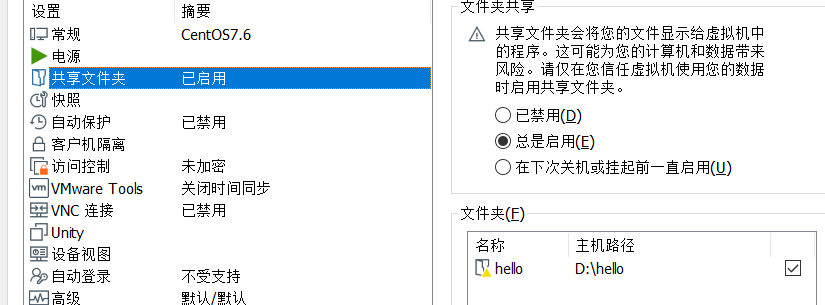 设置 摘要
常规 CentOS7.6
电源
共享文件夹 已启用
快照
自动保护 已禁用
客户机隔离
访问控制 未加密
VMware Tools 关闭时间同步
VNC 连接 已禁用
Unity
设备视图
自动登录 不受支持
高级 默认/默认
文件夹共享
共享文件夹会将您的文件显示给虚拟机中
的程序。这可能为您的计算机和数据带来
风险。请仅在您信任虚拟机使用您的数据
时启用共享文件夹。
已禁用(D)
总是启用(E)
在下次关机或挂起前一直启用(U)
文件夹(F)
名称 主机路径
hello D:\hello